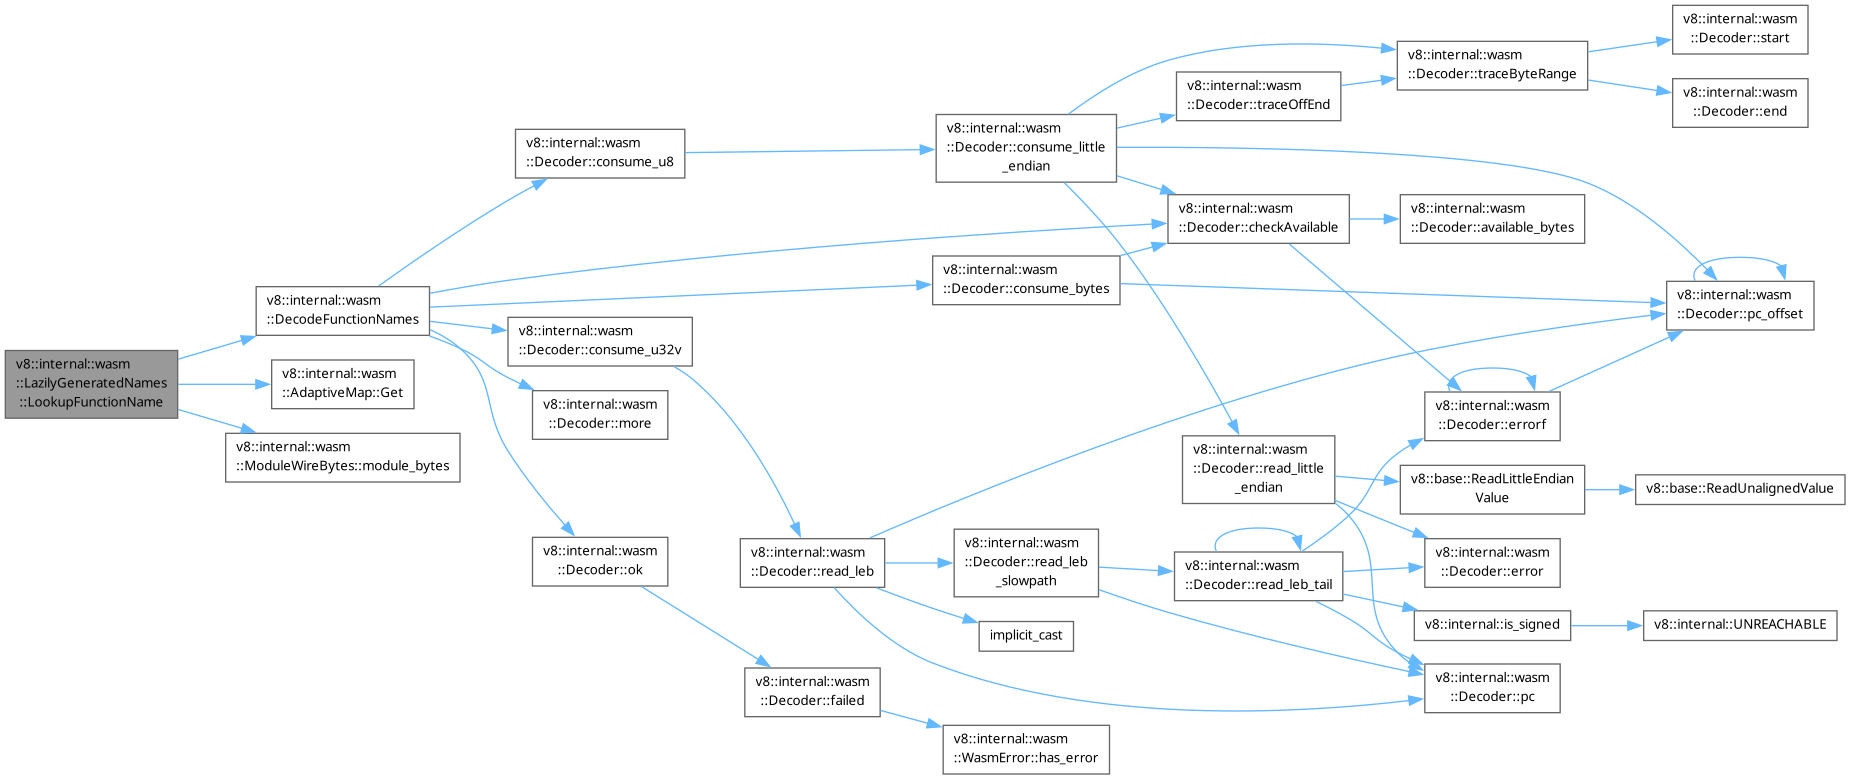 v8::internal::wasm
::LazilyGeneratedNames
::LookupFunctionName
v8::internal::wasm
::DecodeFunctionNames
v8::internal::wasm
::AdaptiveMap::Get
v8::internal::wasm
::ModuleWireBytes::module_bytes
v8::internal::wasm
::Decoder::consume_u8
v8::internal::wasm
::Decoder::consume_u32v
v8::internal::wasm
::Decoder::more
v8::internal::wasm
::Decoder::ok
v8::internal::wasm
::Decoder::read_leb
v8::internal::wasm
::Decoder::failed
v8::internal::wasm
::Decoder::consume_little
_endian
v8::internal::wasm
::Decoder::consume_bytes
v8::internal::wasm
::Decoder::read_leb
_slowpath
implicit_cast
v8::internal::wasm
::WasmError::has_error
v8::internal::wasm
::Decoder::traceOffEnd
v8::internal::wasm
::Decoder::checkAvailable
v8::internal::wasm
::Decoder::read_little
_endian
v8::internal::wasm
::Decoder::read_leb_tail
v8::internal::wasm
::Decoder::traceByteRange
v8::internal::wasm
::Decoder::available_bytes
v8::internal::wasm
::Decoder::errorf
v8::base::ReadLittleEndian
Value
v8::internal::wasm
::Decoder::error
v8::internal::is_signed
v8::internal::wasm
::Decoder::pc
v8::internal::wasm
::Decoder::start
v8::internal::wasm
::Decoder::end
v8::internal::wasm
::Decoder::pc_offset
v8::base::ReadUnalignedValue
v8::internal::UNREACHABLE